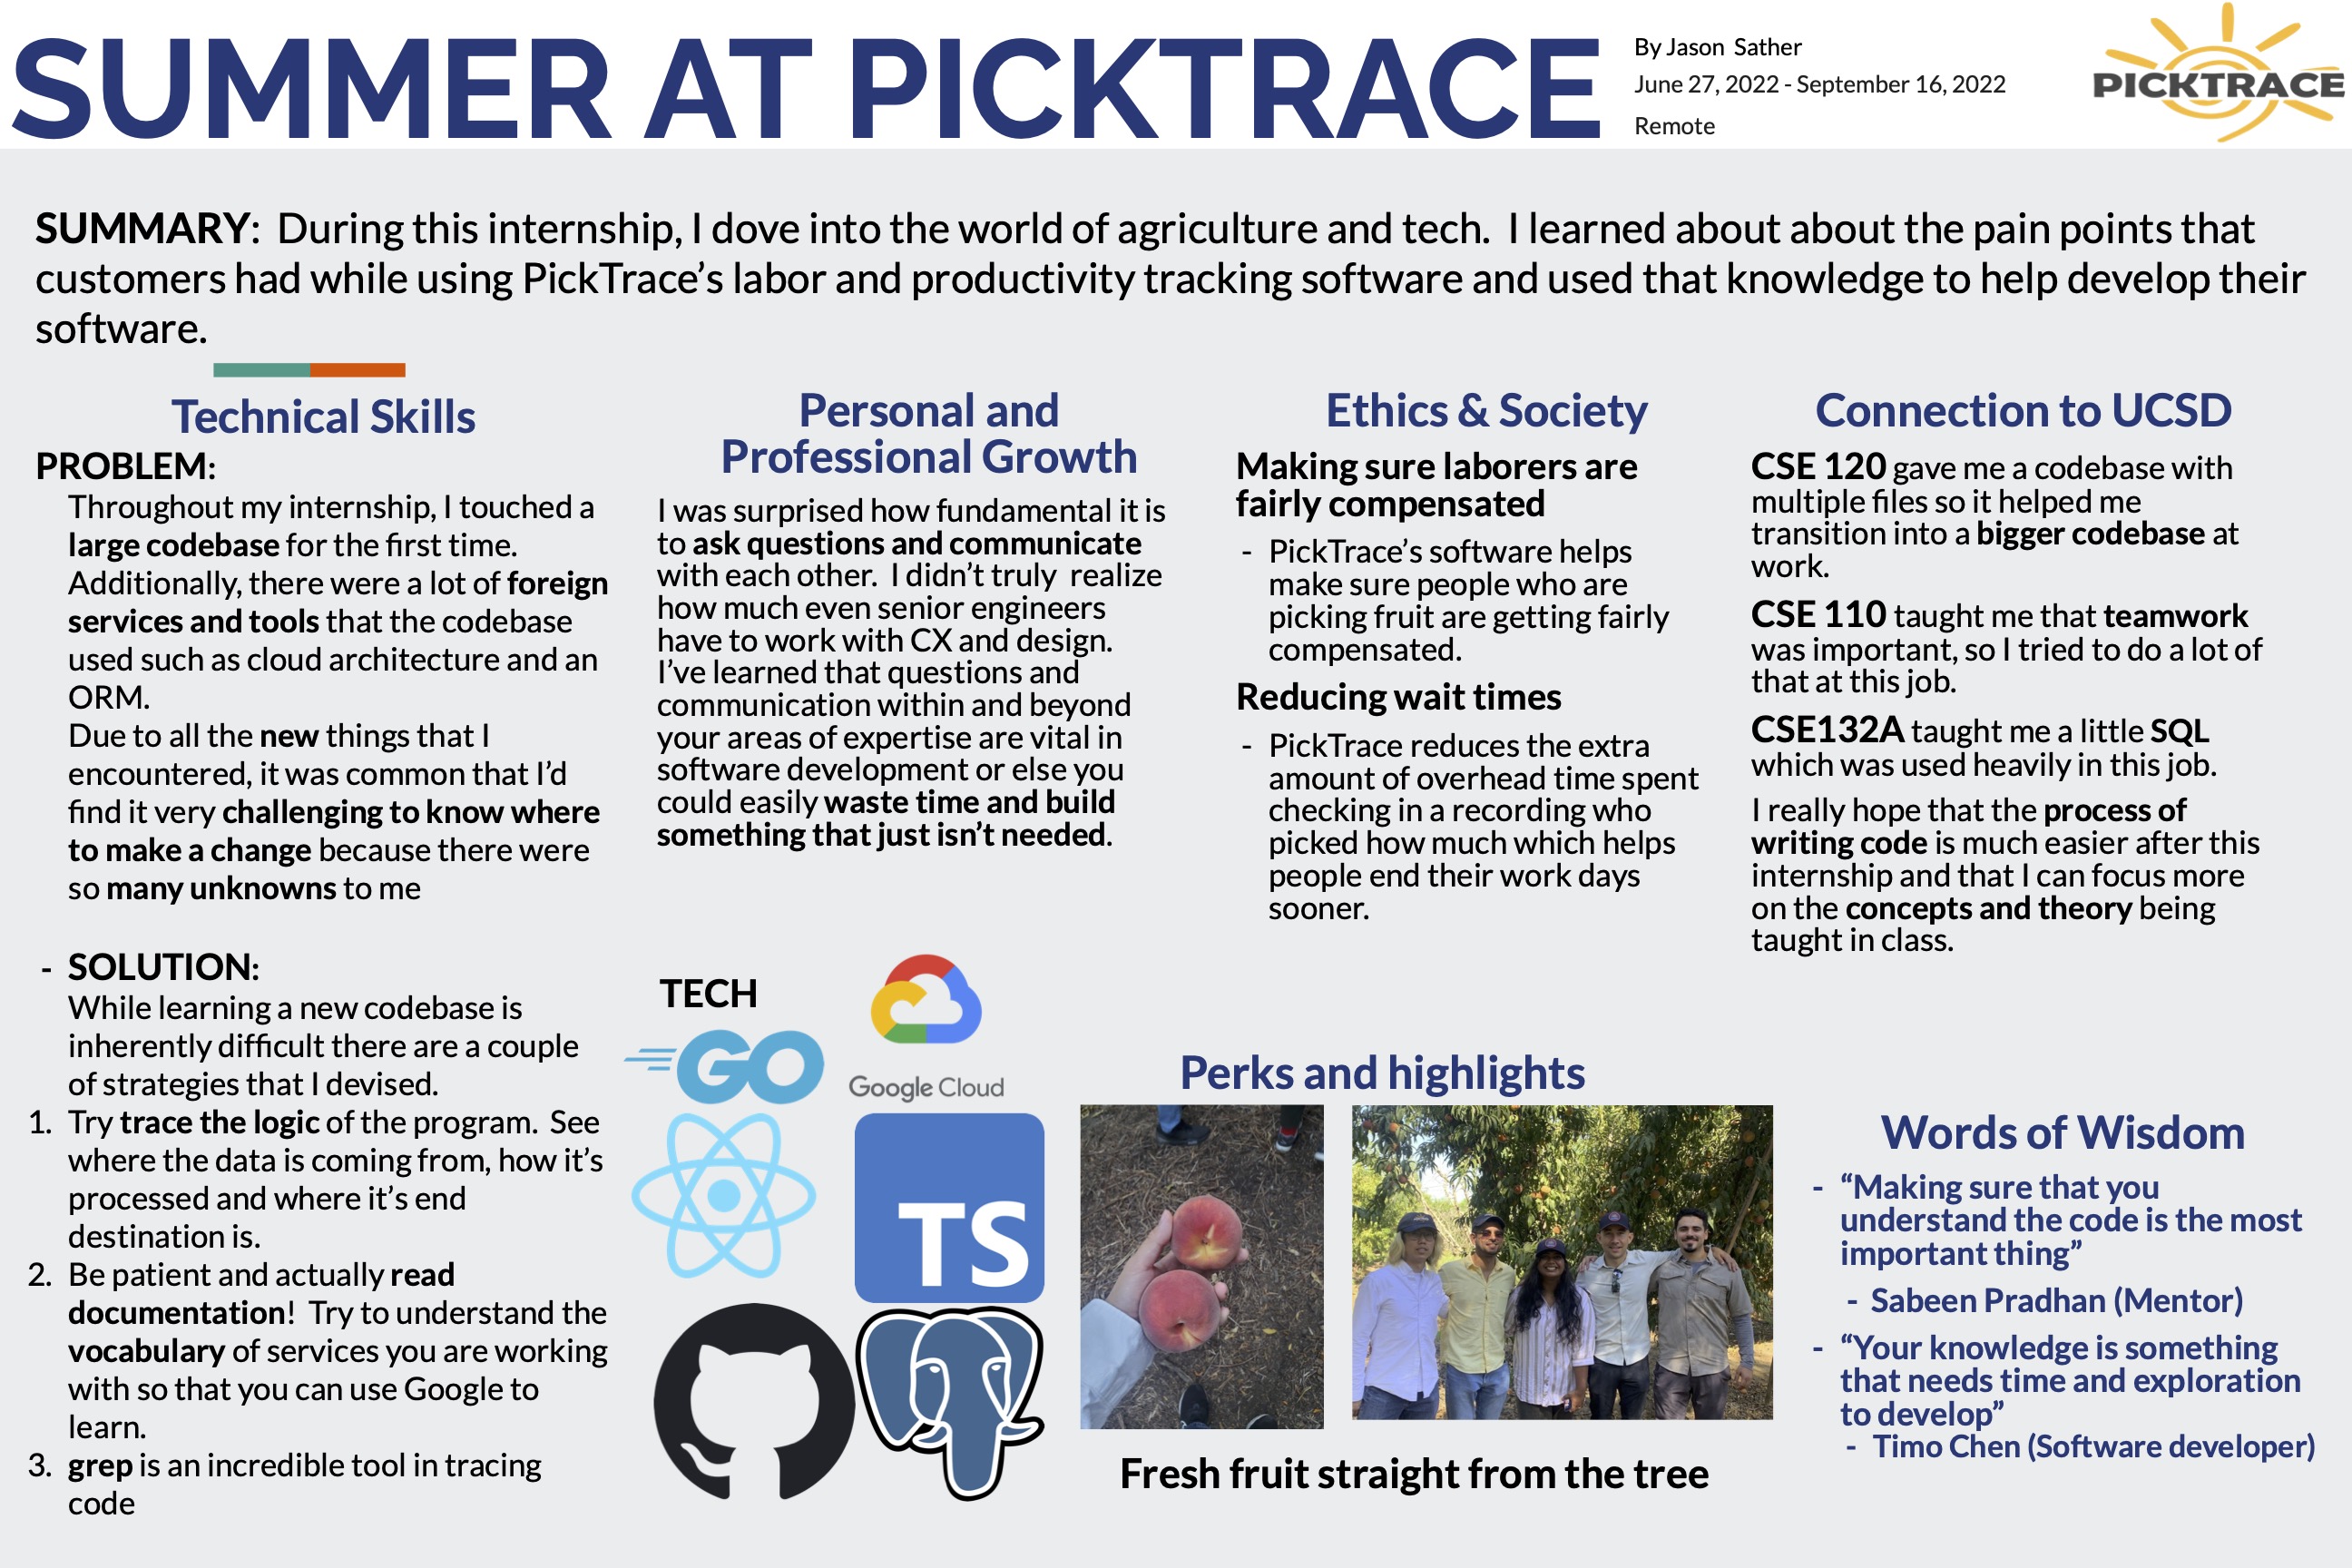 SUMMER AT PICKTRACE
By Jason Sather
June 27, 2022 - September 16, 2022
Remote
PICKTRACE
SUMMARY: During this internship, I dove into the world of agriculture and tech. I learned about about the pain points that
customers had while using PickTrace’s labor and productivity tracking software and used that knowledge to help develop their
software.
Technical Skills
PROBLEM:
Throughout my internship, I touched a
large codebase for the first time.
Additionally, there were a lot of foreign
services and tools that the codebase
used such as cloud architecture and an
ORM.
Due to all the new things that I
encountered, it was common that I’d
find it very challenging to know where
to make a change because there were
so many unknowns to me
- SOLUTION:
While learning a new codebase is
inherently difficult there are a couple
of strategies that I devised.
1. Try trace the logic of the program. See
where the data is coming from, how it’s
processed and where it’s end
destination is.
2. Be patient and actually read
documentation! Try to understand the
vocabulary of services you are working
with so that you can use Google to
learn.
3. grep is an incredible tool in tracing
code
Personal and
Professional Growth
I was surprised how fundamental it is
to ask questions and communicate
with each other. I didn’t truly realize
how much even senior engineers
have to work with CX and design.
I’ve learned that questions and
communication within and beyond
your areas of expertise are vital in
software development or else you
could easily waste time and build
something that just isn’t needed.
TECH
GO
Google Cloud
TS
Ethics & Society
Making sure laborers are
fairly compensated
- PickTrace’s software helps
make sure people who are
picking fruit are getting fairly
compensated.
Reducing wait times
- PickTrace reduces the extra
amount of overhead time spent
checking in a recording who
picked how much which helps
people end their work days
sooner.
Connection to UCSD
CSE 120 gave me a codebase with
multiple files so it helped me
transition into a bigger codebase at
work.
CSE 110 taught me that teamwork
was important, so I tried to do a lot of
that at this job.
CSE132A taught me a little SQL
which was used heavily in this job.
I really hope that the process of
writing code is much easier after this
internship and that I can focus more
on the concepts and theory being
taught in class.
Perks and highlights
Fresh fruit straight from the tree
Words of Wisdom
- “Making sure that you
understand the code is the most
important thing”
- Sabeen Pradhan (Mentor)
- “Your knowledge is something
that needs time and exploration
to develop”
- Timo Chen (Software developer)